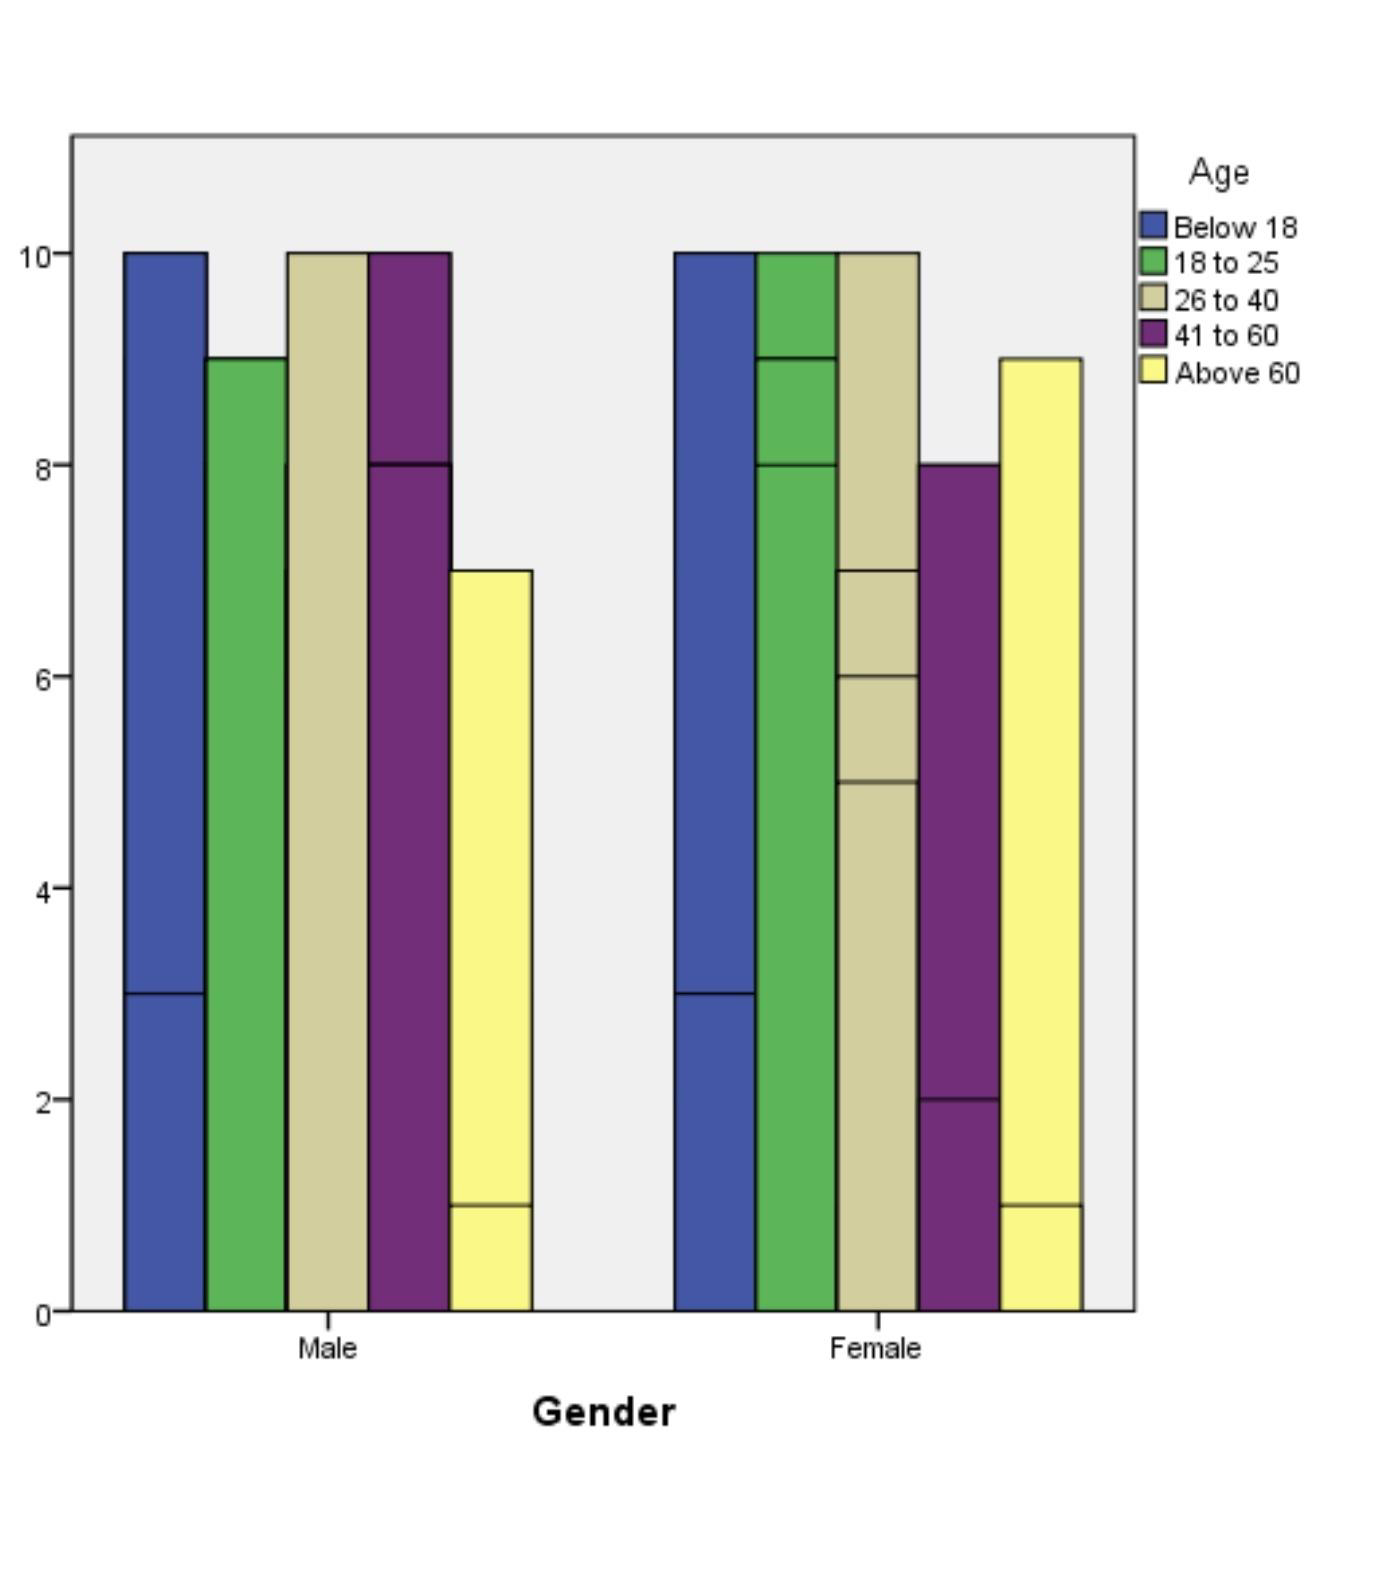 Age
Below 18
18 to 25
26 to 40
41 to 60
Above 60
10
8
6
4
2
0
Male
Female
Gender